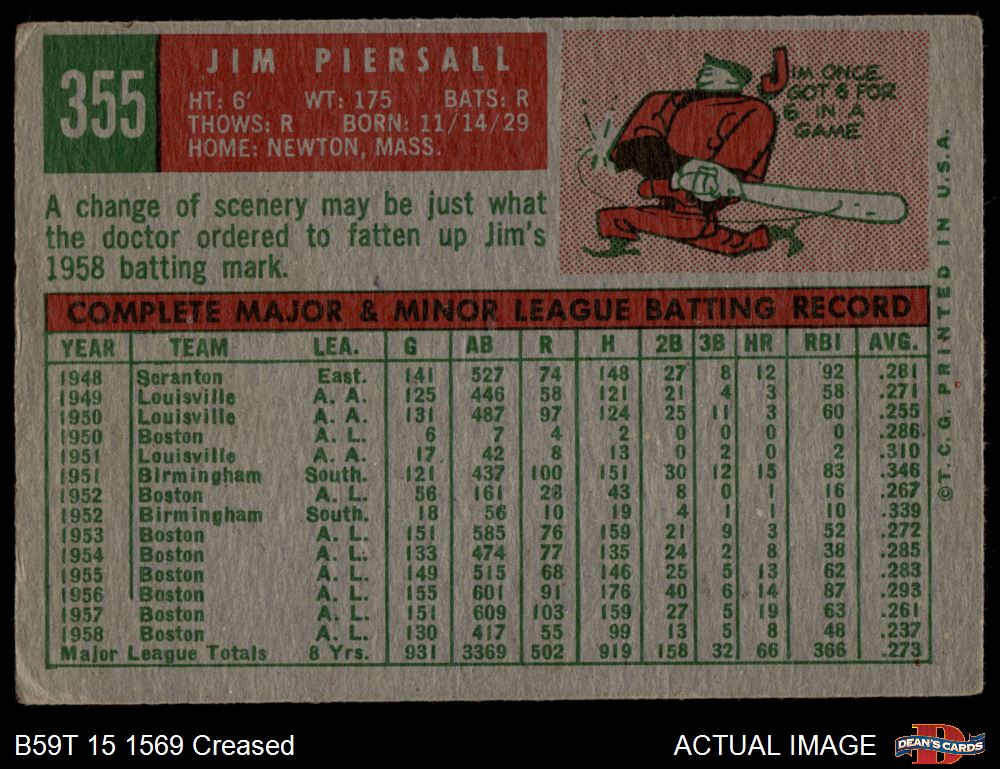 355
JIM PIERSALL
HT: 6' WT: 175 BATS: R
THOWS: R BORN: 11/14/29
HOME: NEWTON, MASS.
JIM ONCE
GOT 6 FOR
6 IN A
GAME
A change of scenery may be just what
the doctor ordered to fatten up Jim's
1958 batting mark.
COMPLETE MAJOR & MINOR LEAGUE BATTING RECORD
YEAR TEAM LEA. G AB R H 2B 3B HR RBI AVG.
1948 Scranton East. 141 527 74 148 27 8 12 92 .281
1949 Louisville A. A. 125 446 58 121 21 4 3 58 .271
1950 Louisville A. A. 131 487 97 124 25 11 3 60 .255
1950 Boston A. L. 6 7 4 2 0 0 0 0 .286
1951 Louisville A. A. 17 42 8 13 0 2 0 2 .310
1951 Birmingham South. 121 437 100 151 30 12 15 83 .346
1952 Boston A. L. 56 161 28 43 8 0 1 16 .267
1952 Birmingham South. 18 56 10 19 4 1 1 10 .339
1953 Boston A. L. 151 585 76 159 21 9 3 52 .272
1954 Boston A. L. 133 474 77 135 24 2 8 38 .285
1955 Boston A. L. 149 515 68 146 25 5 13 62 .283
1956 Boston A. L. 155 601 91 176 40 6 14 87 .293
1957 Boston A. L. 151 609 103 159 27 5 19 63 .261
1958 Boston A. L. 130 417 55 99 13 5 8 48 .237
Major League Totals 8 Yrs. 931 3369 502 919 158 32 66 366 .273
©T.C.G. PRINTED IN U.S.A.
B59T 15 1569 Creased
ACTUAL IMAGE
DEAN'S CARDS